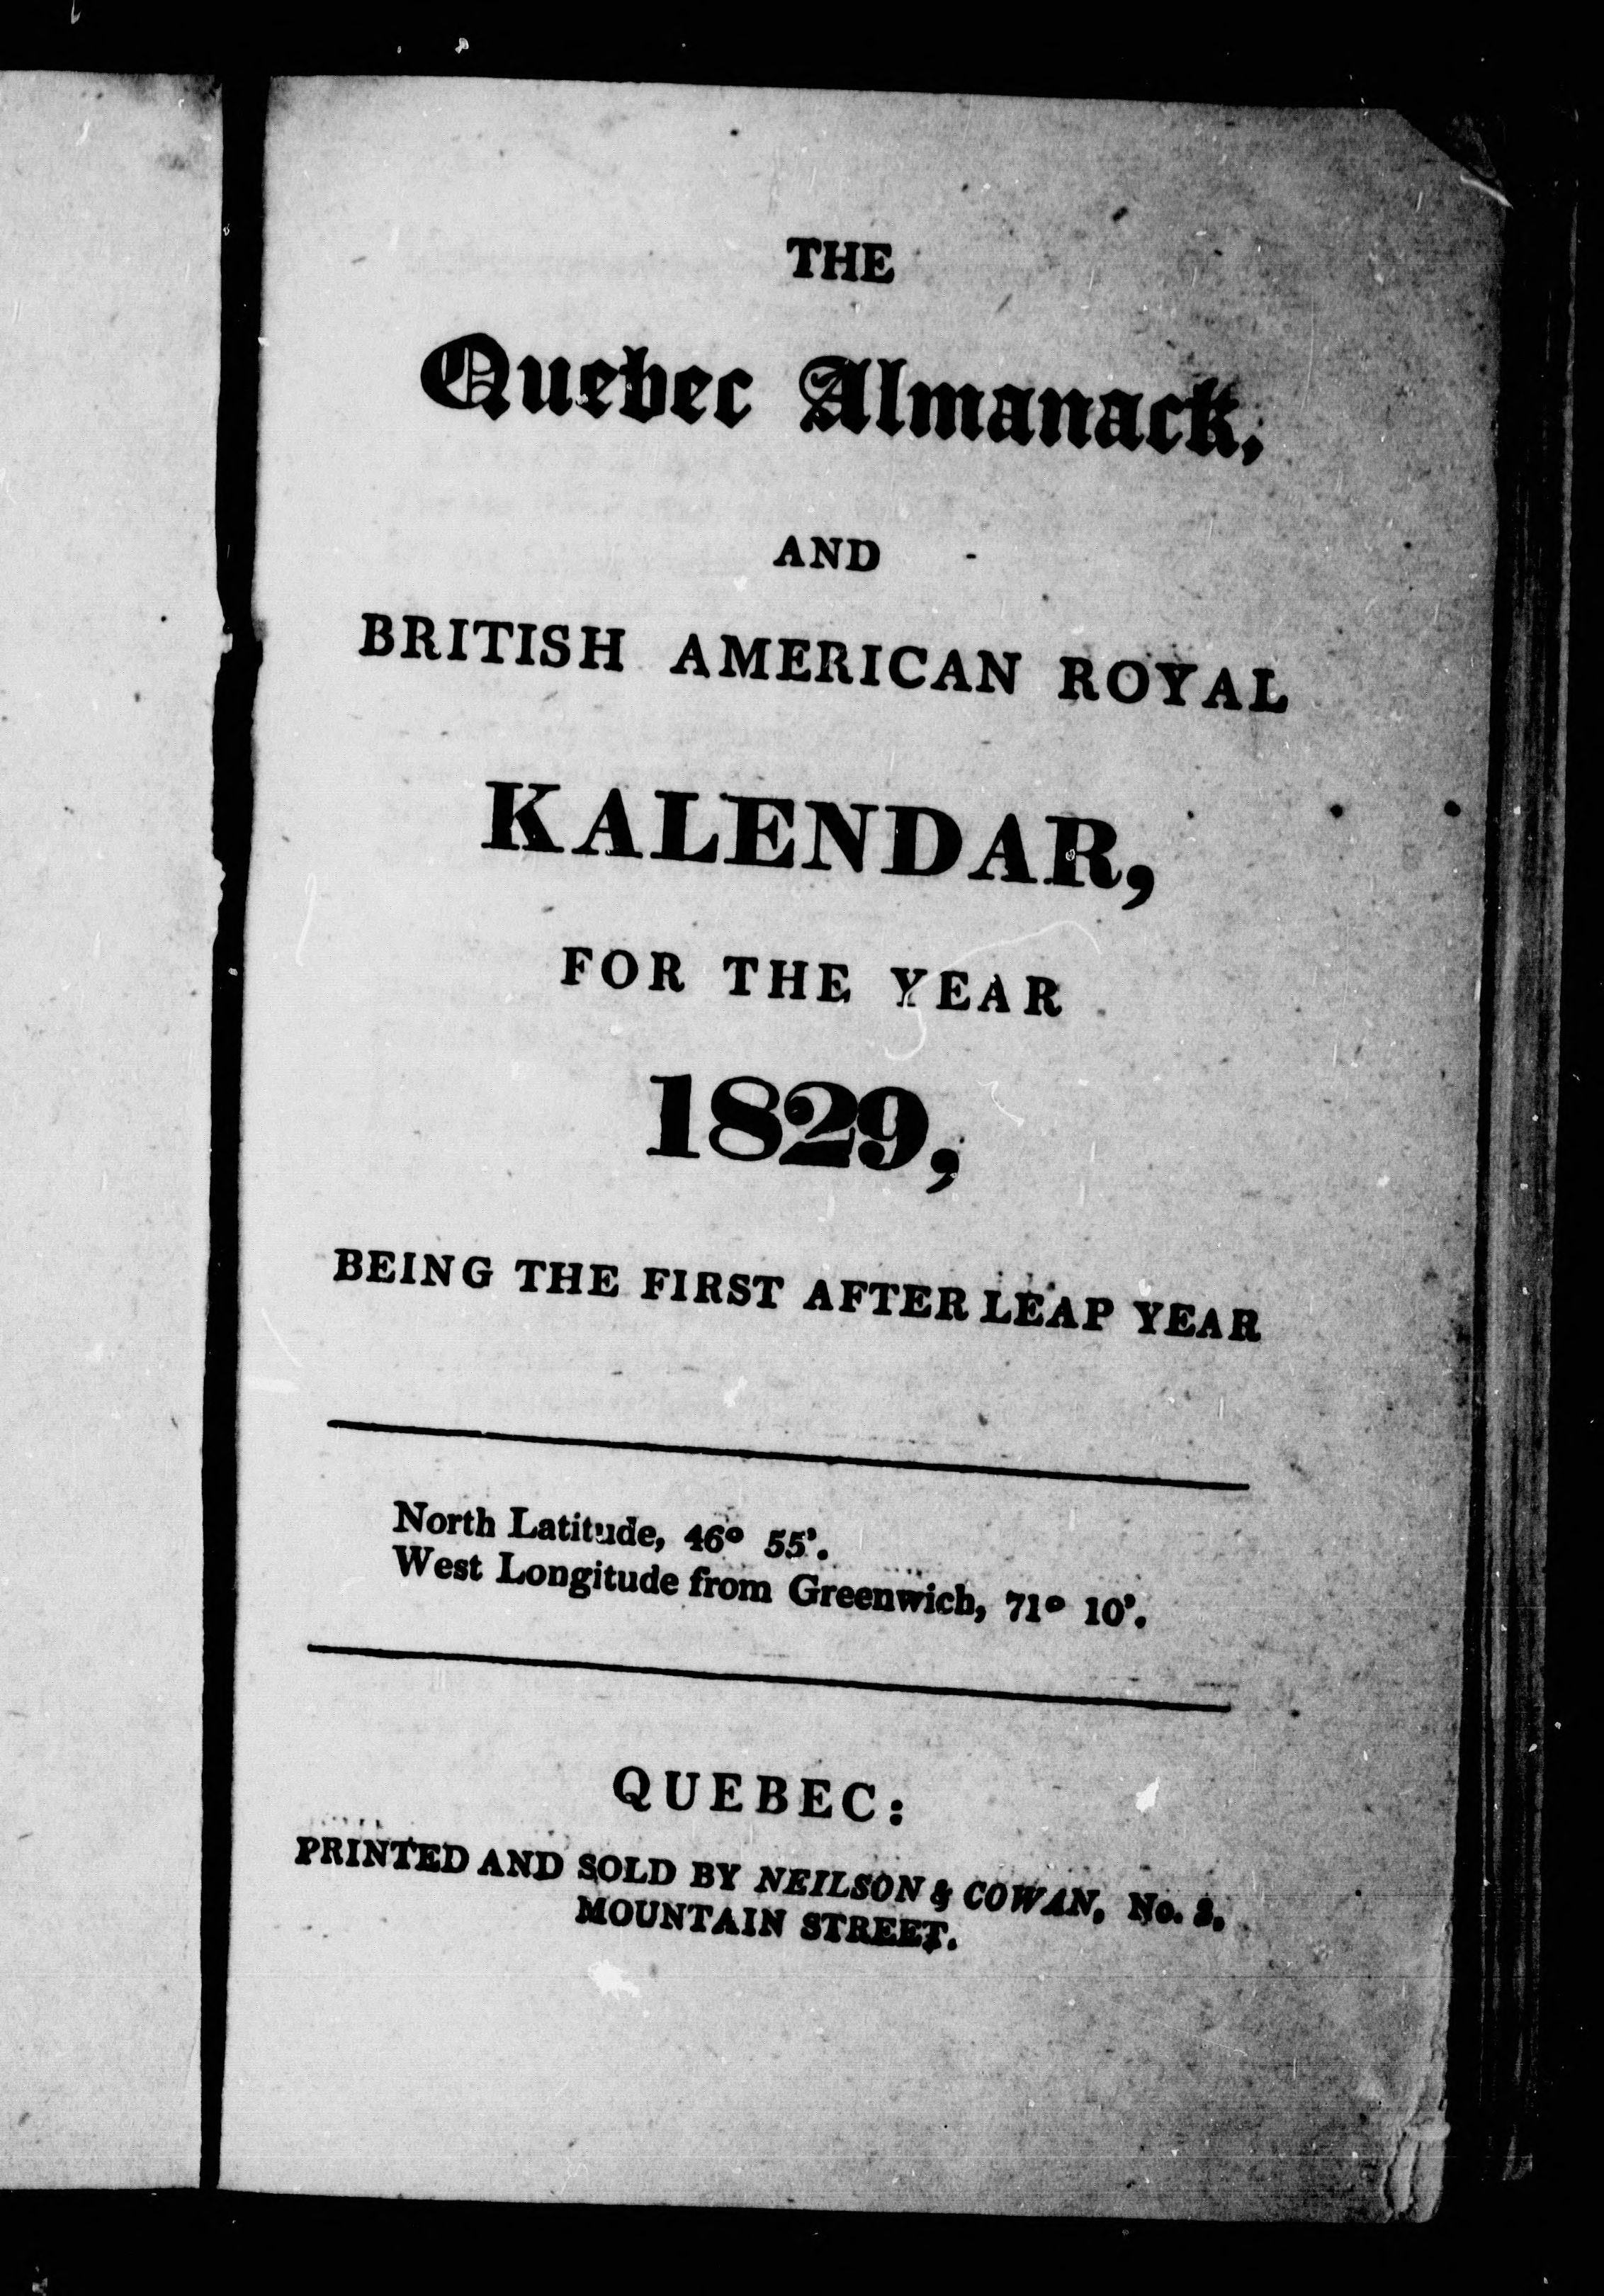 THE
Quebec Almanack,
AND
BRITISH AMERICAN ROYAL
KALENDAR,
FOR THE YEAR
1829,
BEING THE FIRST AFTER LEAP YEAR
North Latitude, 46° 55'.
West Longitude from Greenwich, 71° 10'.
QUEBEC:
PRINTED AND SOLD BY NEILSON & COWAN, No.
MOUNTAIN STREET.